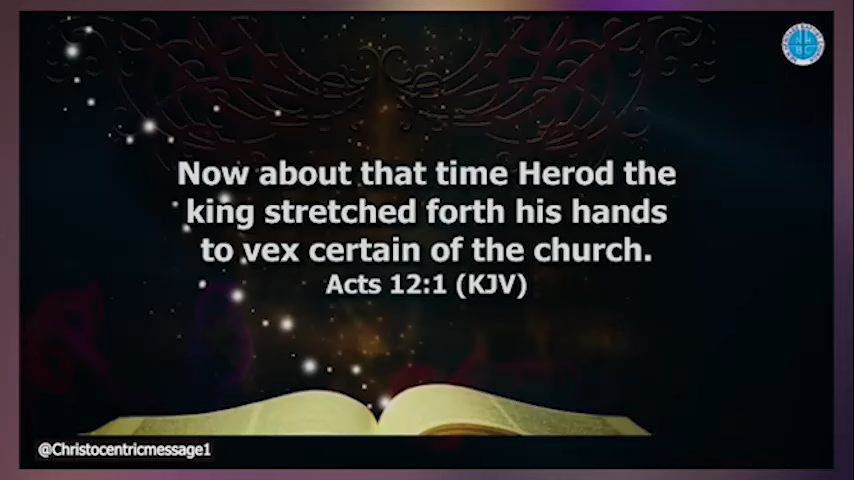 Now about that time Herod the
king stretched forth his hands
to vex certain of the church.
Acts 12:1 (KJV)
@Christocentricmessage1